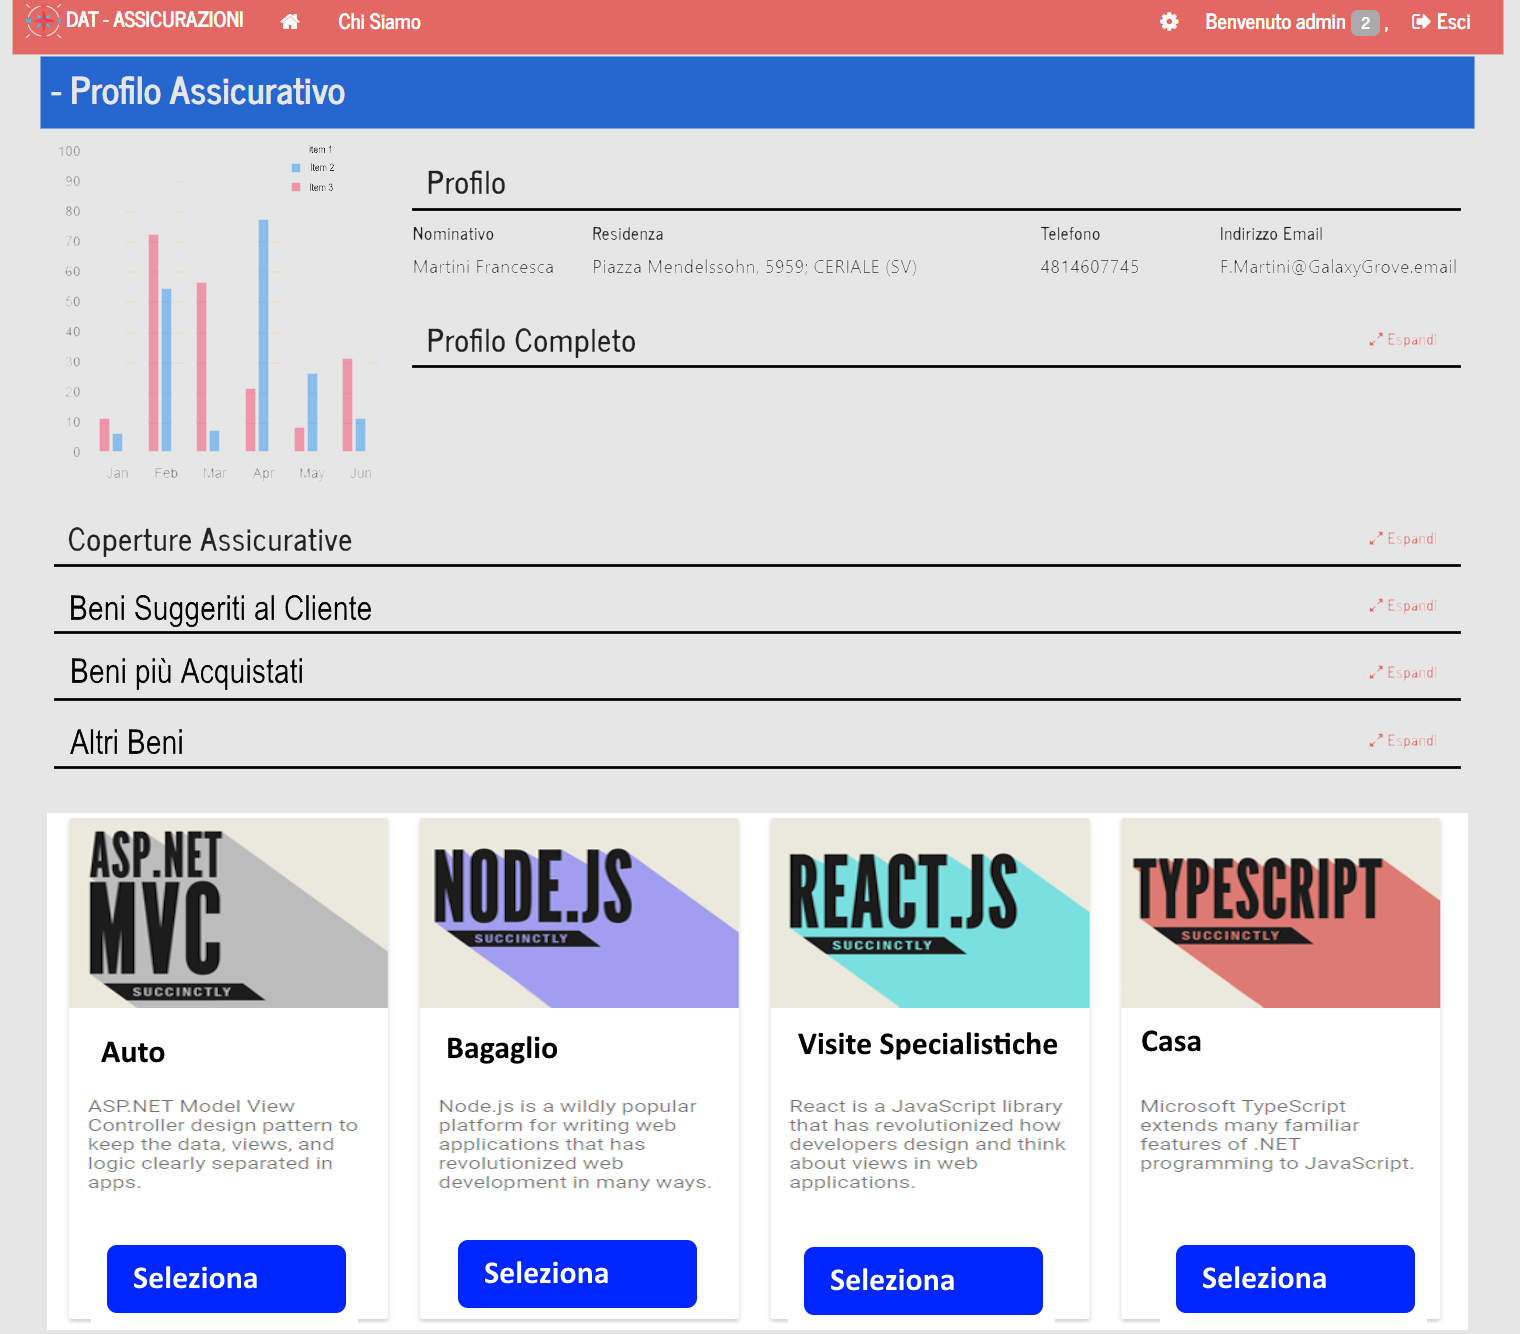 DAT - ASSICURAZIONI Chi Siamo Benvenuto admin 2 , Esci
- Profilo Assicurativo
100
90
80
70
60
50
40
30
20
10
0
Jan Feb Mar Apr May Jun
Item 1
Item 2
Item 3
Profilo
Nominativo Residenza Telefono Indirizzo Email
Martini Francesca Piazza Mendelssohn, 5959; CERIALE (SV) 4814607745 F.Martini@GalaxyGrove.email
Profilo Completo Espandi
Coperture Assicurative Espandi
Beni Suggeriti al Cliente Espandi
Beni più Acquistati Espandi
Altri Beni Espandi
ASP.NET
MVC
SUCCINCTLY
Auto
ASP.NET Model View
Controller design pattern to
keep the data, views, and
logic clearly separated in
apps.
Seleziona
NODE.JS
SUCCINCTLY
Bagaglio
Node.js is a wildly popular
platform for writing web
applications that has
revolutionized web
development in many ways.
Seleziona
REACT.JS
SUCCINCTLY
Visite Specialistiche
React is a JavaScript library
that has revolutionized how
developers design and think
about views in web
applications.
Seleziona
TYPESCRIPT
SUCCINCTLY
Casa
Microsoft TypeScript
extends many familiar
features of .NET
programming to JavaScript.
Seleziona